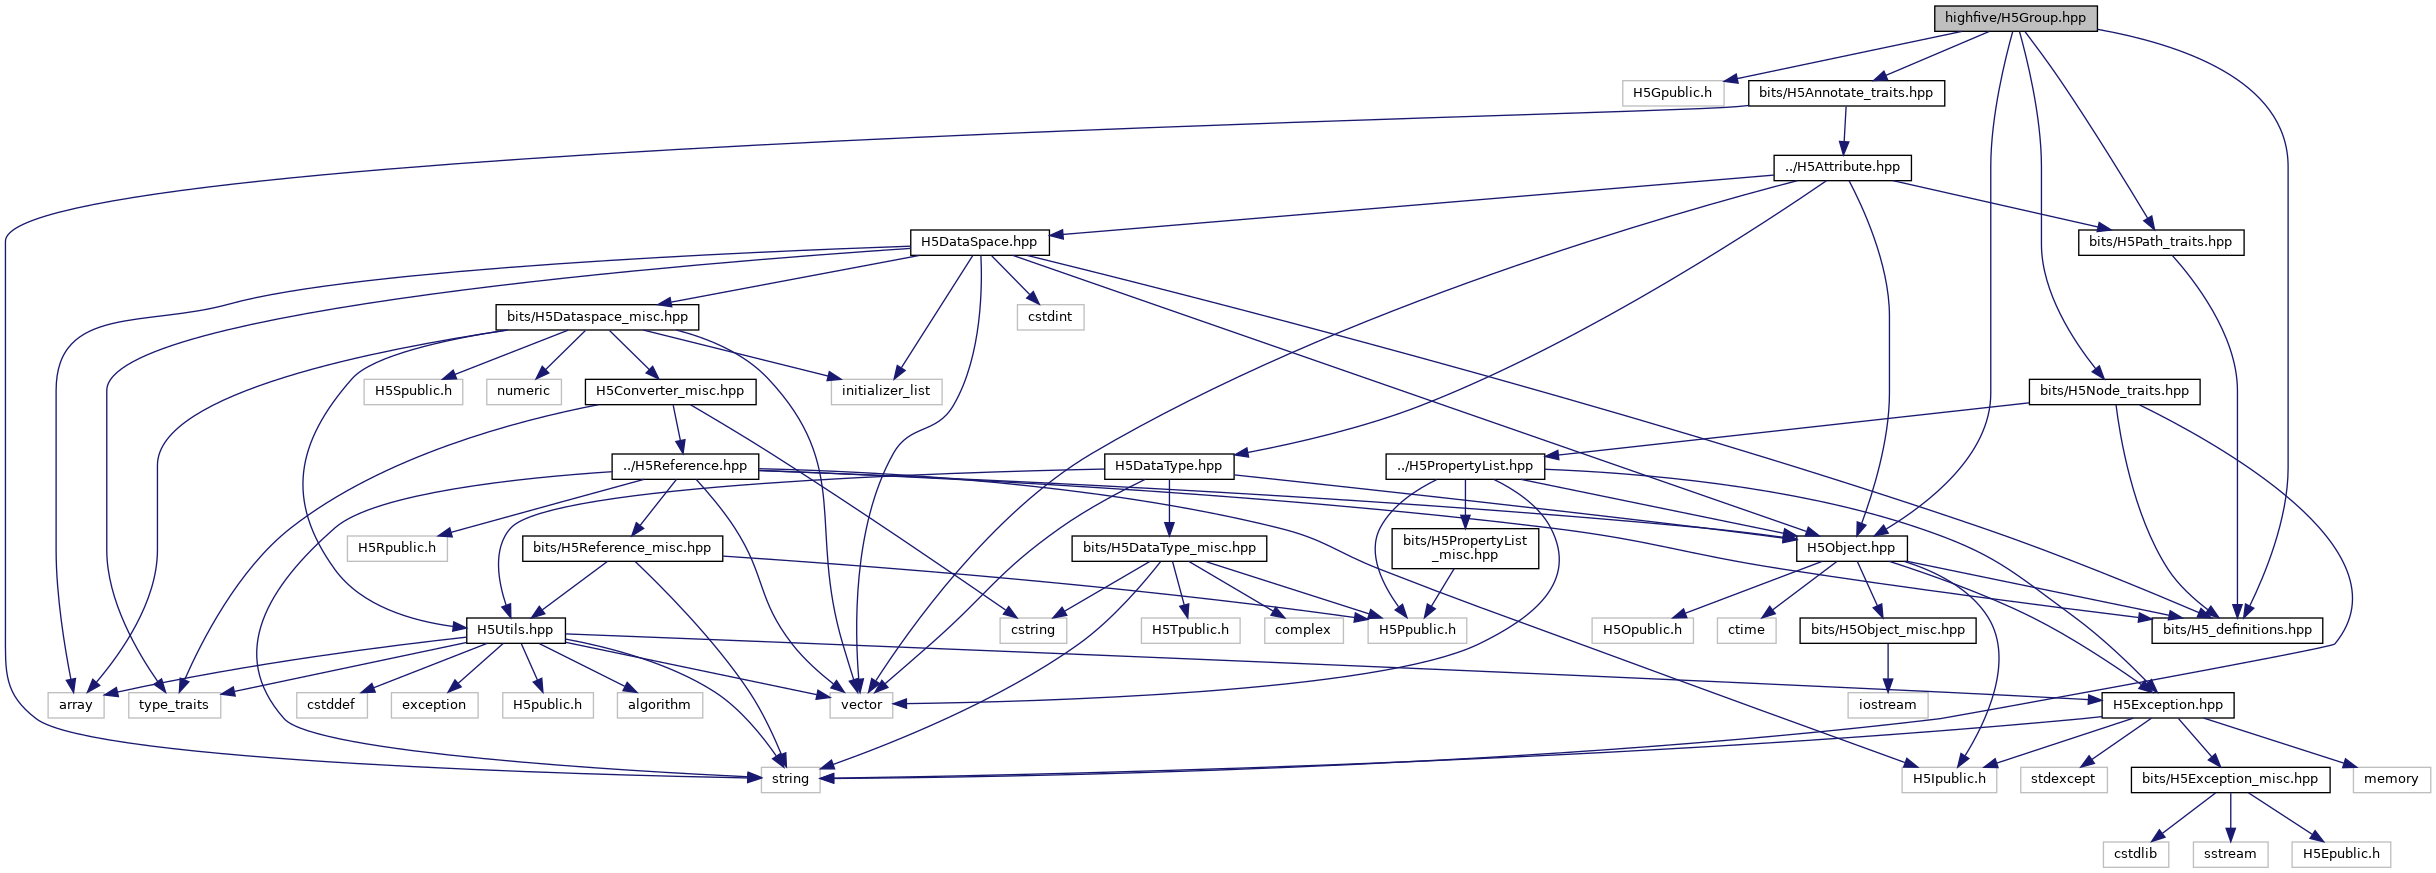 highfive/H5Group.hpp
H5Gpublic.h
bits/H5Annotate_traits.hpp
../H5Attribute.hpp
H5DataSpace.hpp
bits/H5Path_traits.hpp
bits/H5Dataspace_misc.hpp
cstdint
H5Spublic.h
numeric
H5Converter_misc.hpp
initializer_list
bits/H5Node_traits.hpp
../H5Reference.hpp
H5DataType.hpp
../H5PropertyList.hpp
H5Rpublic.h
bits/H5Reference_misc.hpp
bits/H5DataType_misc.hpp
bits/H5PropertyList
_misc.hpp
H5Object.hpp
H5Utils.hpp
cstring
H5Tpublic.h
complex
H5Ppublic.h
H5Opublic.h
ctime
bits/H5Object_misc.hpp
bits/H5_definitions.hpp
array
type_traits
cstddef
exception
H5public.h
algorithm
vector
iostream
H5Exception.hpp
string
H5Ipublic.h
stdexcept
bits/H5Exception_misc.hpp
memory
cstdlib
sstream
H5Epublic.h